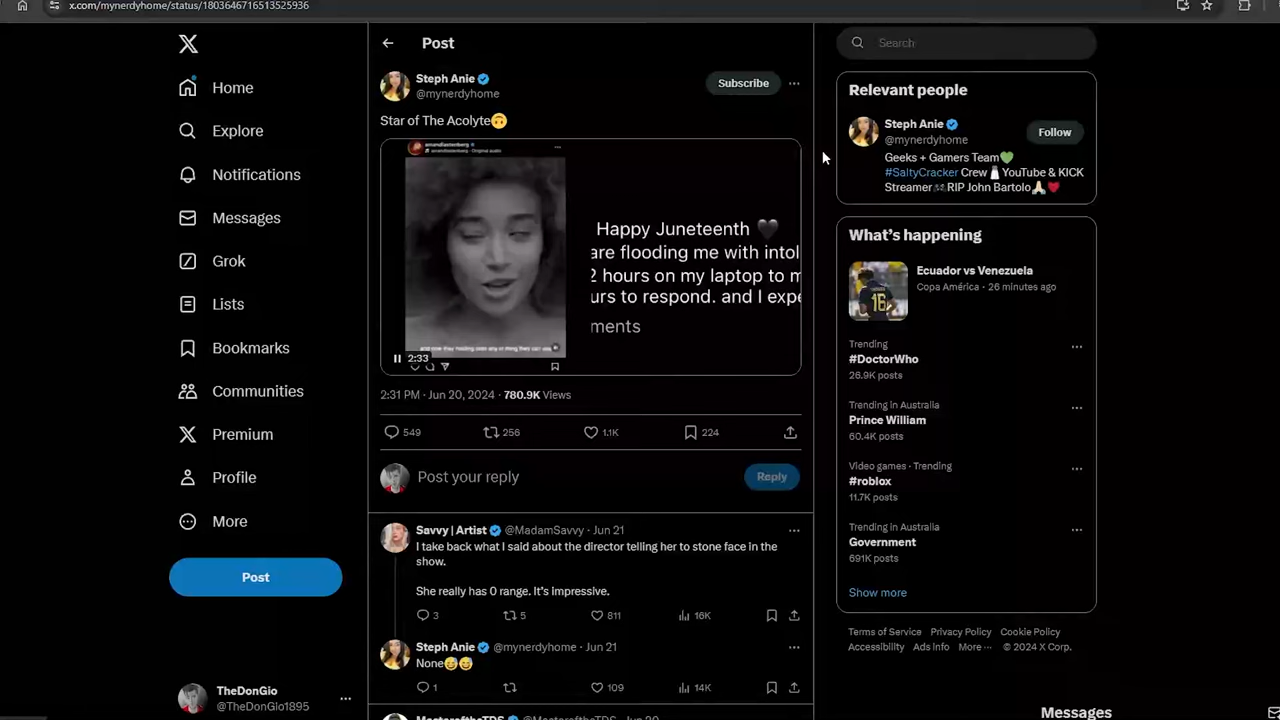 x.com/mynerdyhome/status/1803646716513525936
Home
Explore
Notifications
Messages
Grok
Lists
Bookmarks
Communities
Premium
Profile
More
Post
TheDonGio
@TheDonGio1895
Post
Steph Anie
@mynerdyhome
Subscribe
Star of The Acolyte🙃
amandlastenberg
amandlastenberg · Original audio
Happy Juneteenth 🖤
are flooding me with intol
2 hours on my laptop to m
urs to respond. and I expe
ments
2:33
2:31 PM · Jun 20, 2024 · 780.9K Views
549
256
1.1K
224
Post your reply
Reply
Savvy | Artist @MadamSavvy · Jun 21
I take back what I said about the director telling her to stone face in the
show.
She really has 0 range. It's impressive.
3
5
811
16K
Steph Anie @mynerdyhome · Jun 21
None😅😅
1
109
14K
MasteroftheTDS @MasteroftheTDS · Jun 20
Search
Relevant people
Steph Anie
@mynerdyhome
Follow
Geeks + Gamers Team💚
#SaltyCracker Crew🧂YouTube & KICK
Streamer🎮RIP John Bartolo🙏🏻❤️
What's happening
Ecuador vs Venezuela
Copa América · 26 minutes ago
16
Trending
#DoctorWho
26.9K posts
Trending in Australia
Prince William
60.4K posts
Video games · Trending
#roblox
11.7K posts
Trending in Australia
Government
691K posts
Show more
Terms of Service Privacy Policy Cookie Policy
Accessibility Ads info More ··· © 2024 X Corp.
Messages